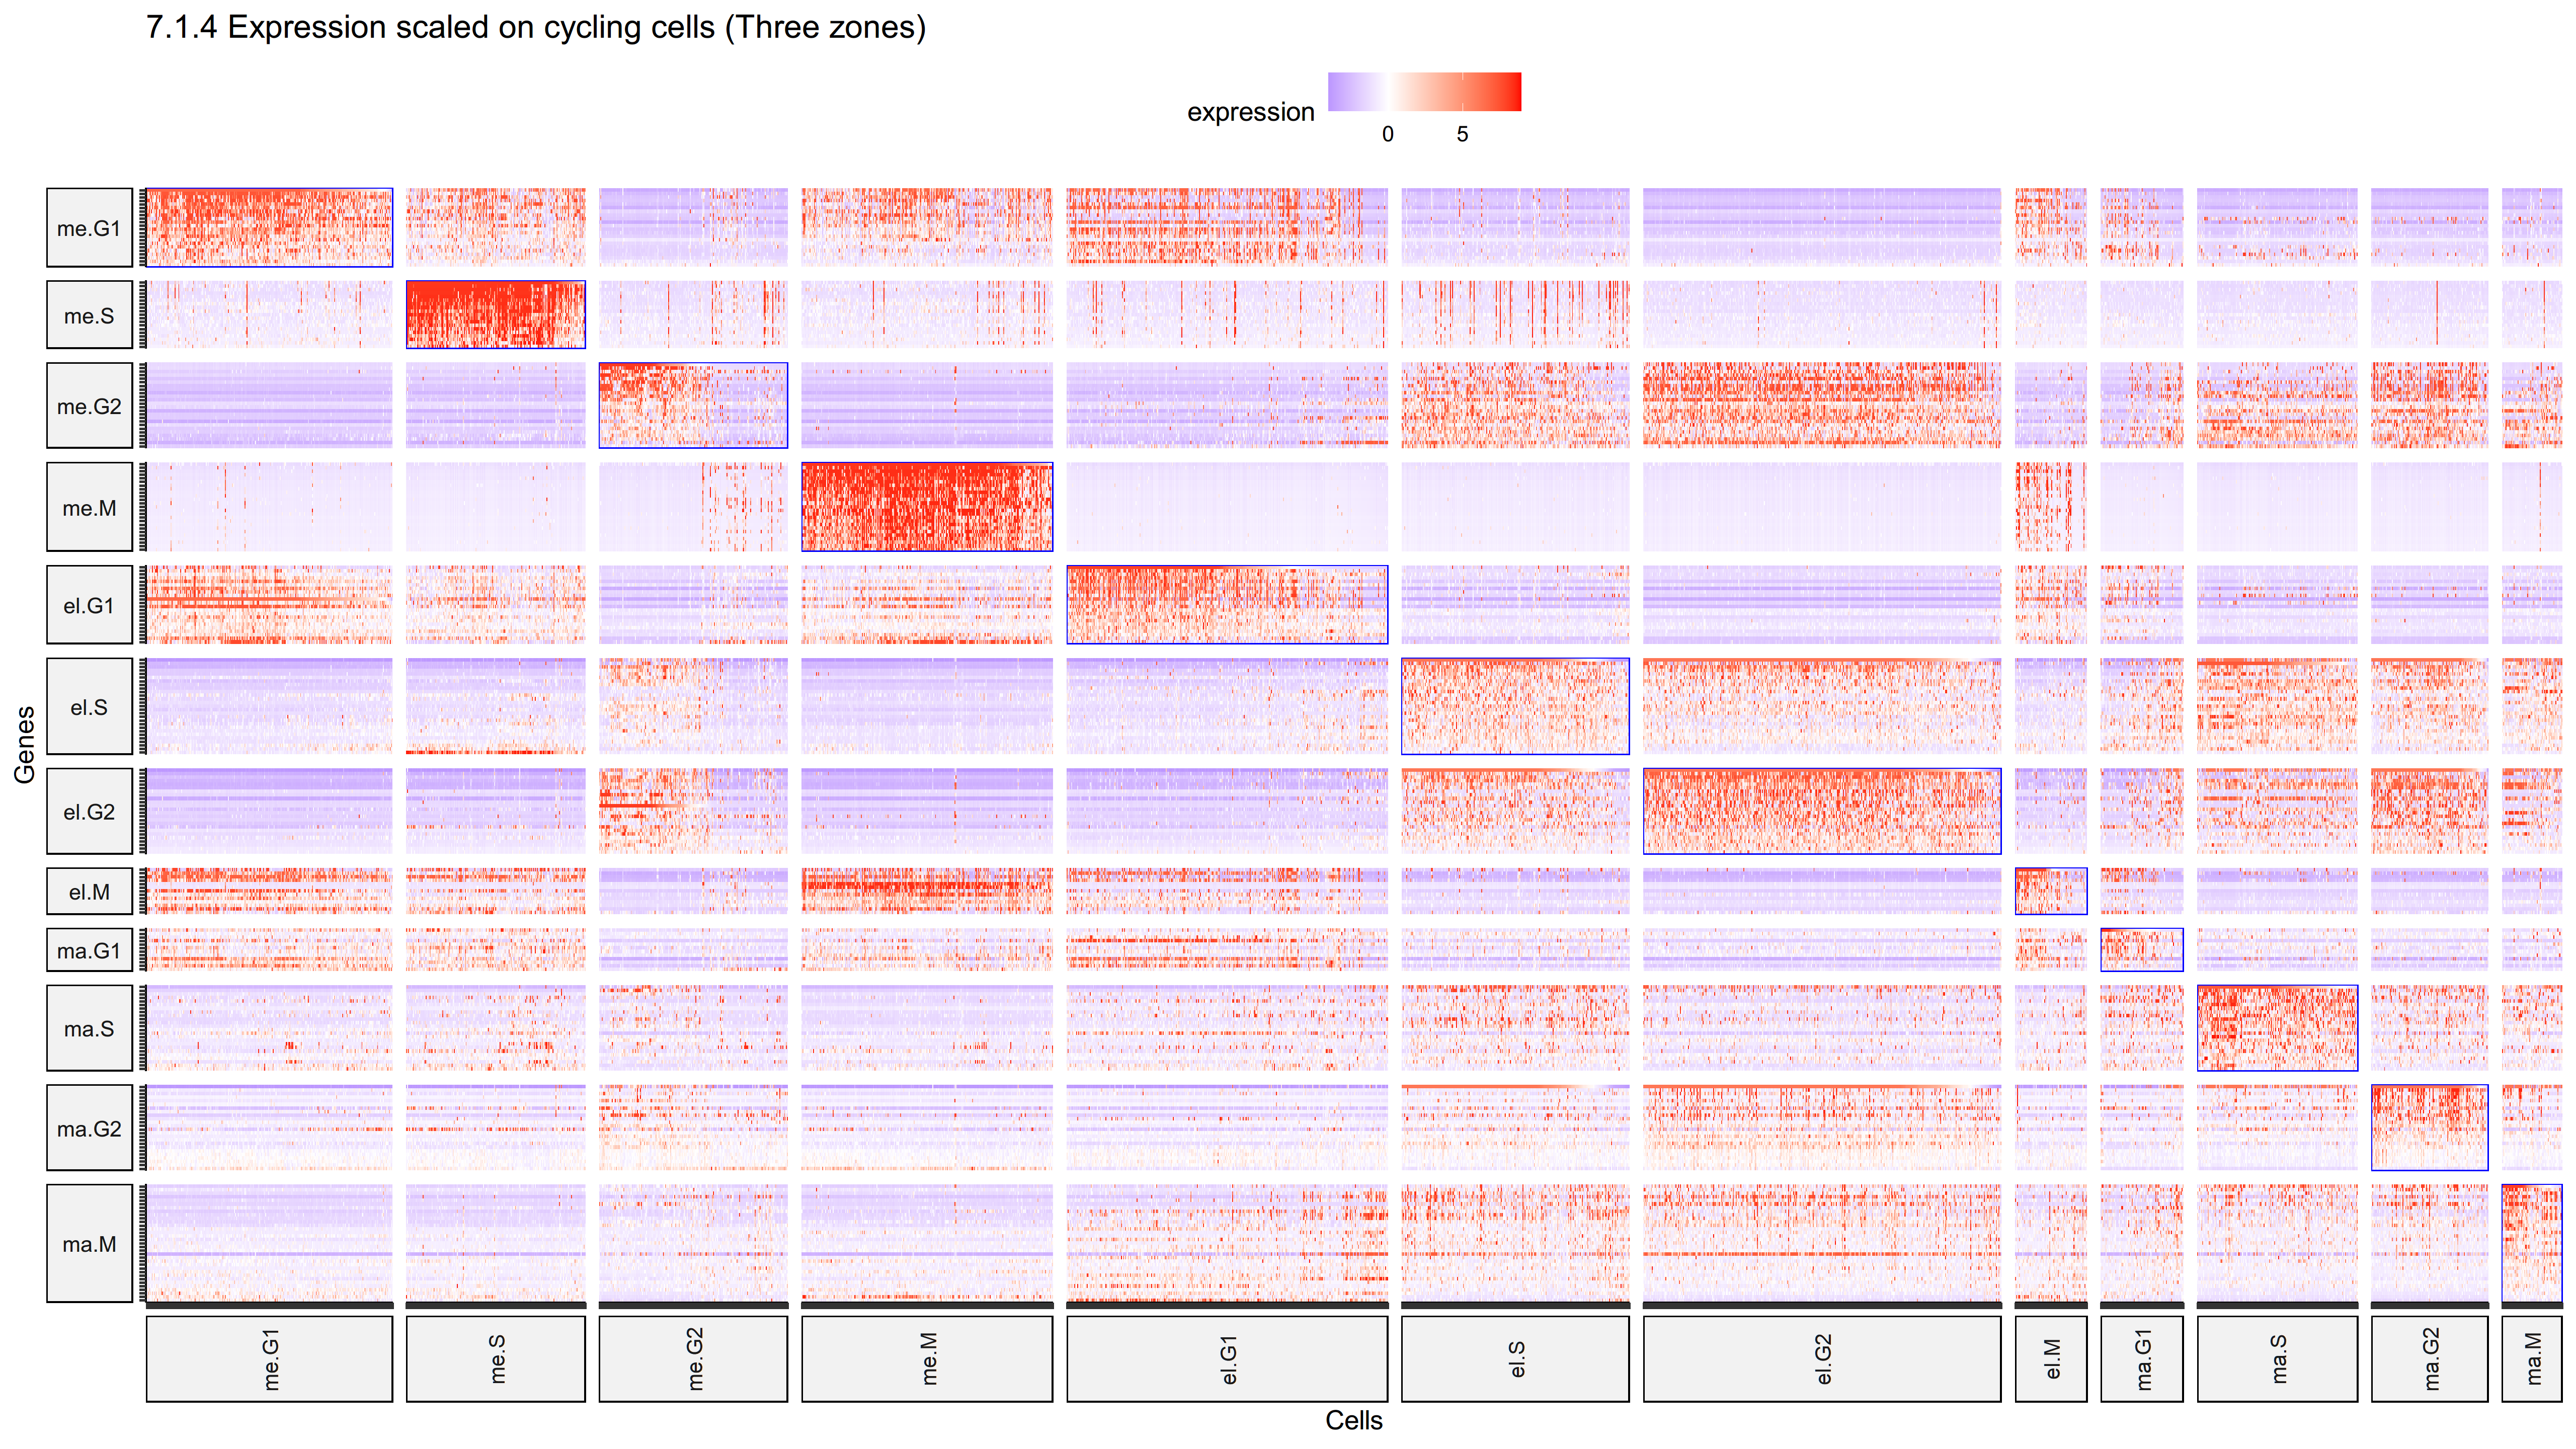 7.1.4 Expression scaled on cycling cells (Three zones)
expression
0 5
Genes
me.G1
me.S
me.G2
me.M
el.G1
el.S
el.G2
el.M
ma.G1
ma.S
ma.G2
ma.M
me.G1 me.S me.G2 me.M el.G1 el.S el.G2 el.M ma.G1 ma.S ma.G2 ma.M
Cells